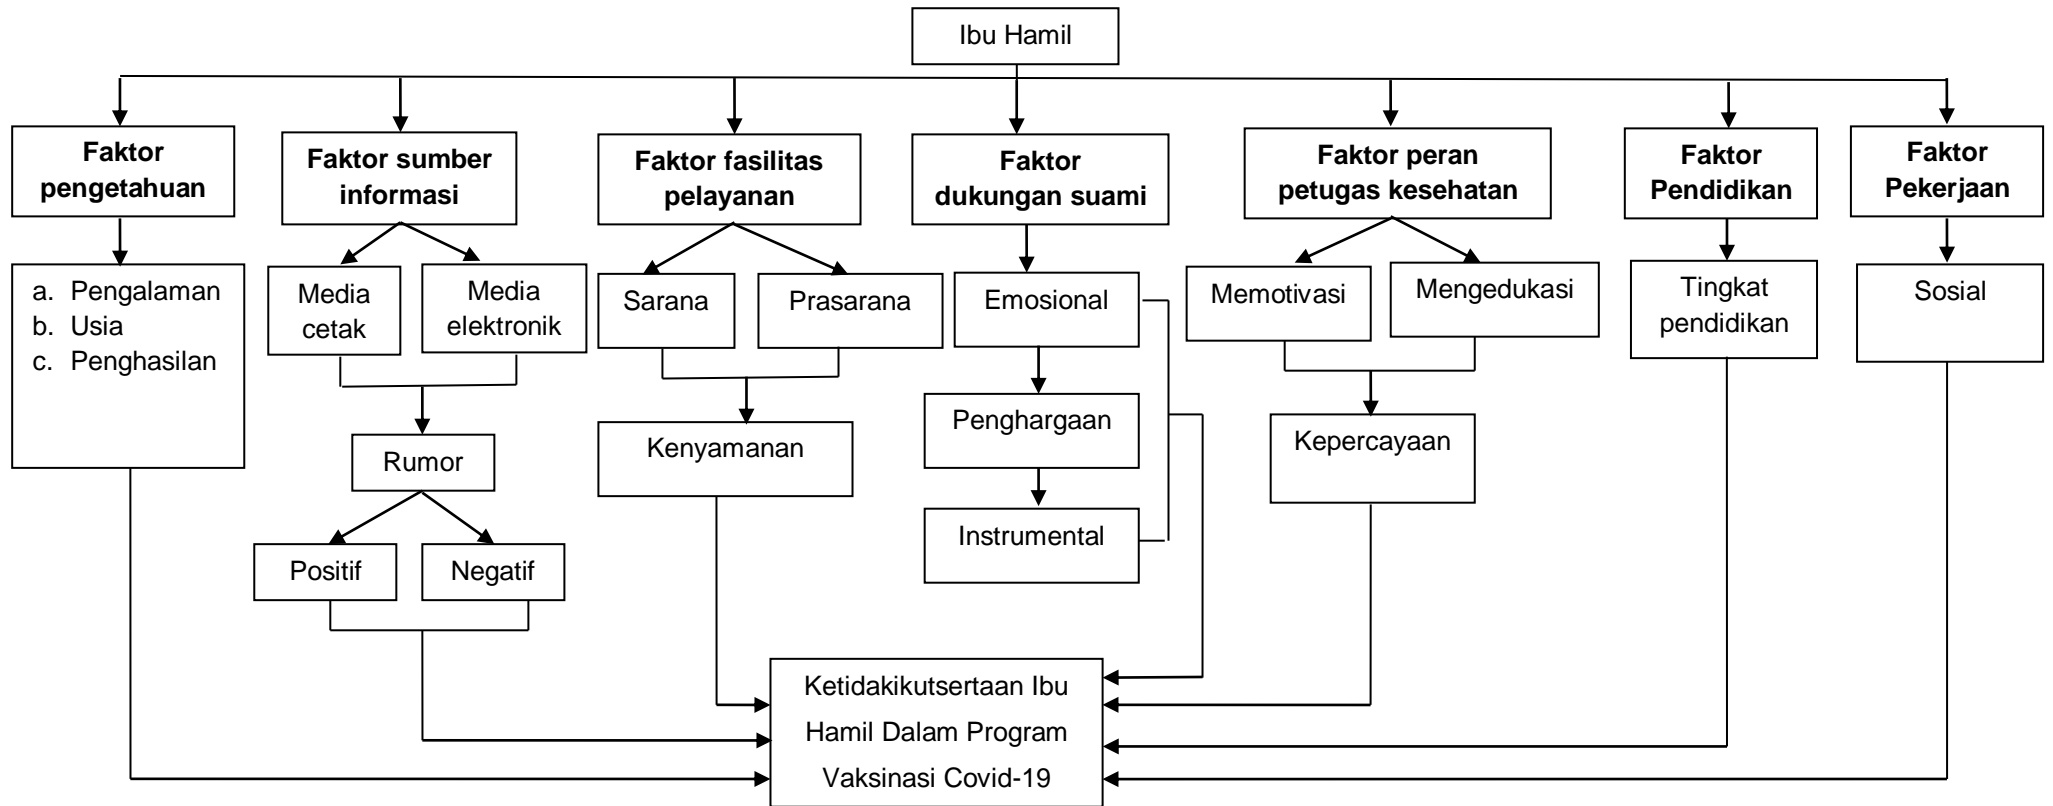 Ibu Hamil
Faktor
pengetahuan
Faktor sumber
informasi
Faktor fasilitas
pelayanan
Faktor
dukungan suami
Faktor peran
petugas kesehatan
Faktor
Pendidikan
Faktor
Pekerjaan
a. Pengalaman
b. Usia
c. Penghasilan
Media
cetak
Media
elektronik
Sarana
Prasarana
Emosional
Memotivasi
Mengedukasi
Tingkat
pendidikan
Sosial
Rumor
Kenyamanan
Penghargaan
Kepercayaan
Positif
Negatif
Instrumental
Ketidakikutsertaan Ibu
Hamil Dalam Program
Vaksinasi Covid-19